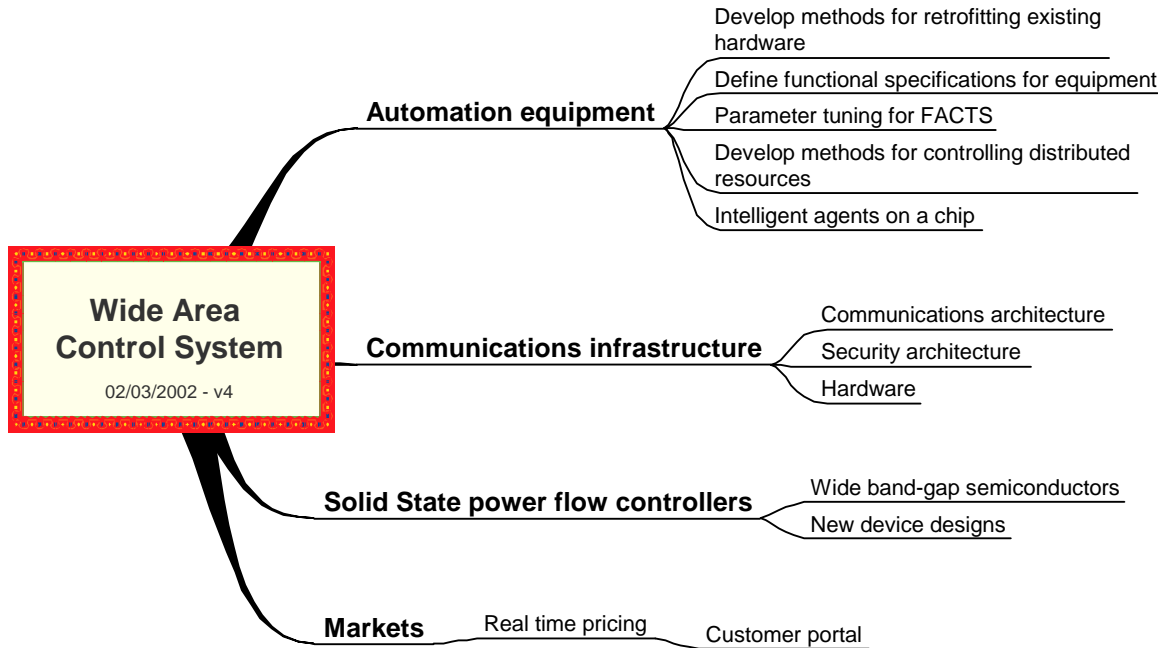 Wide Area
Control System
02/03/2002 - v4
Automation equipment
Develop methods for retrofitting existing
hardware
Define functional specifications for equipment
Parameter tuning for FACTS
Develop methods for controlling distributed
resources
Intelligent agents on a chip
Communications infrastructure
Communications architecture
Security architecture
Hardware
Solid State power flow controllers
Wide band-gap semiconductors
New device designs
Markets
Real time pricing
Customer portal